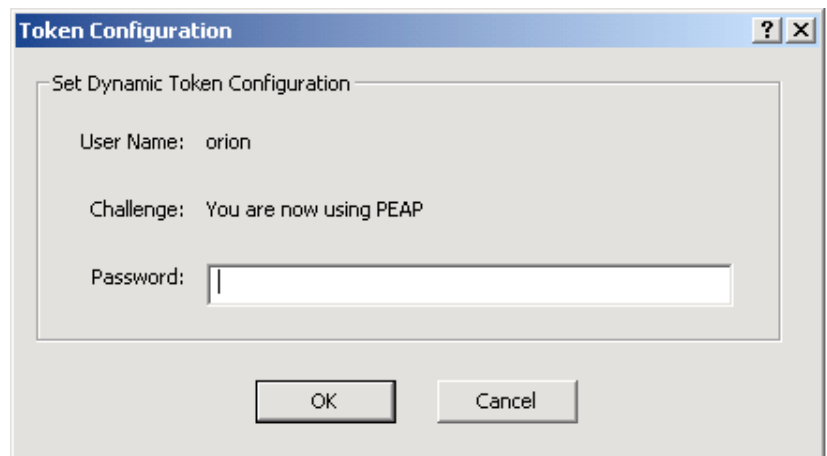 Token Configuration
Set Dynamic Token Configuration
User Name: orion
Challenge: You are now using PEAP
Password:
OK Cancel